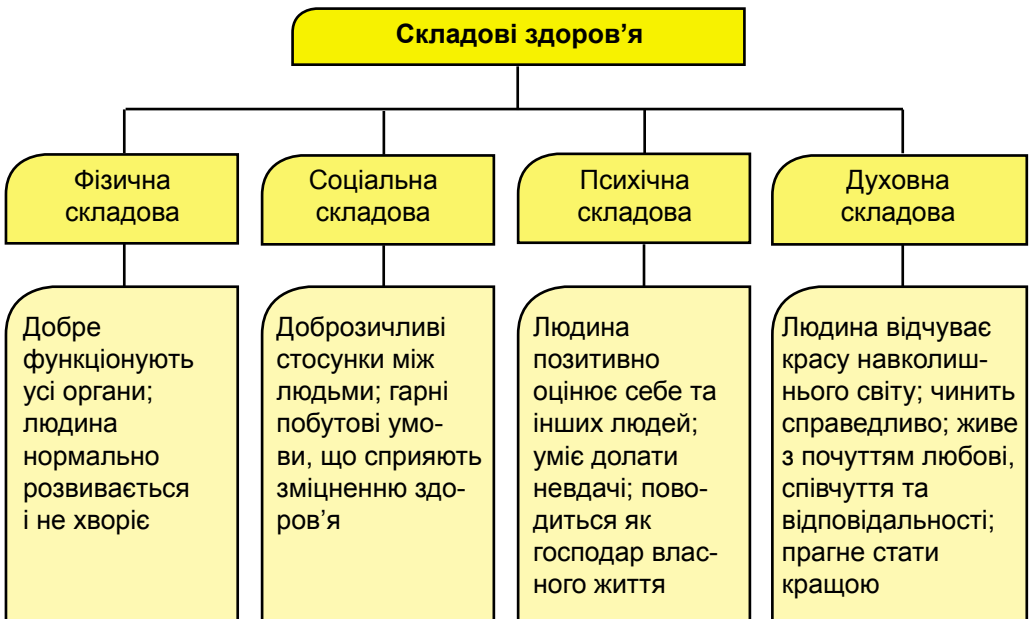 Складові здоров’я
Фізична
складова
Соціальна
складова
Психічна
складова
Духовна
складова
Добре
функціонують
усі органи;
людина
нормально
розвивається
і не хворіє
Доброзичливі
стосунки між
людьми; гарні
побутові умо-
ви, що сприяють
зміцненню здо-
ров’я
Людина
позитивно
оцінює себе та
інших людей;
уміє долати
невдачі; пово-
диться як
господар влас-
ного життя
Людина відчуває
красу навколиш-
нього світу; чинить
справедливо; живе
з почуттям любові,
співчуття та
відповідальності;
прагне стати
кращою